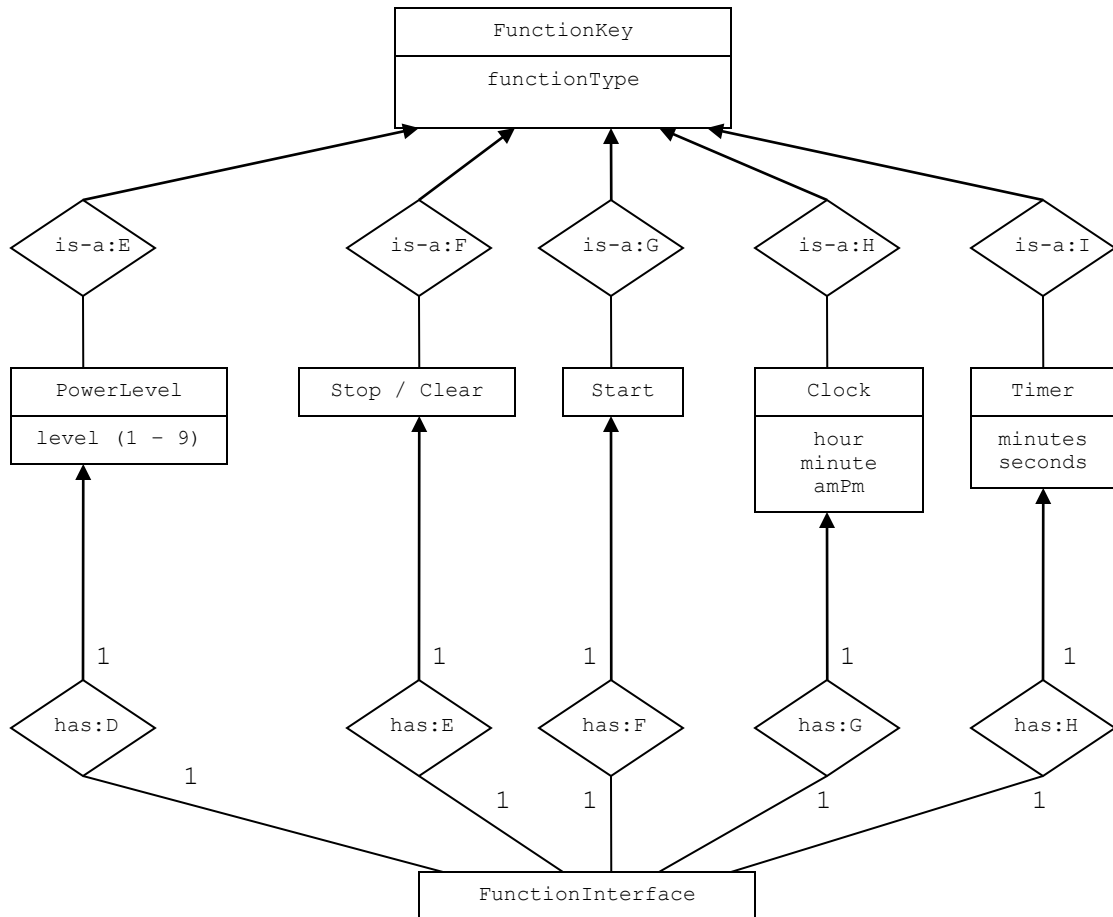 FunctionKey
functionType
is-a:E
is-a:F
is-a:G
is-a:H
is-a:I
PowerLevel
level (1 – 9)
Stop / Clear
Start
Clock
hour
minute
amPm
Timer
minutes
seconds
1
1
1
1
1
has:D
has:E
has:F
has:G
has:H
1
1
1
1
1
FunctionInterface